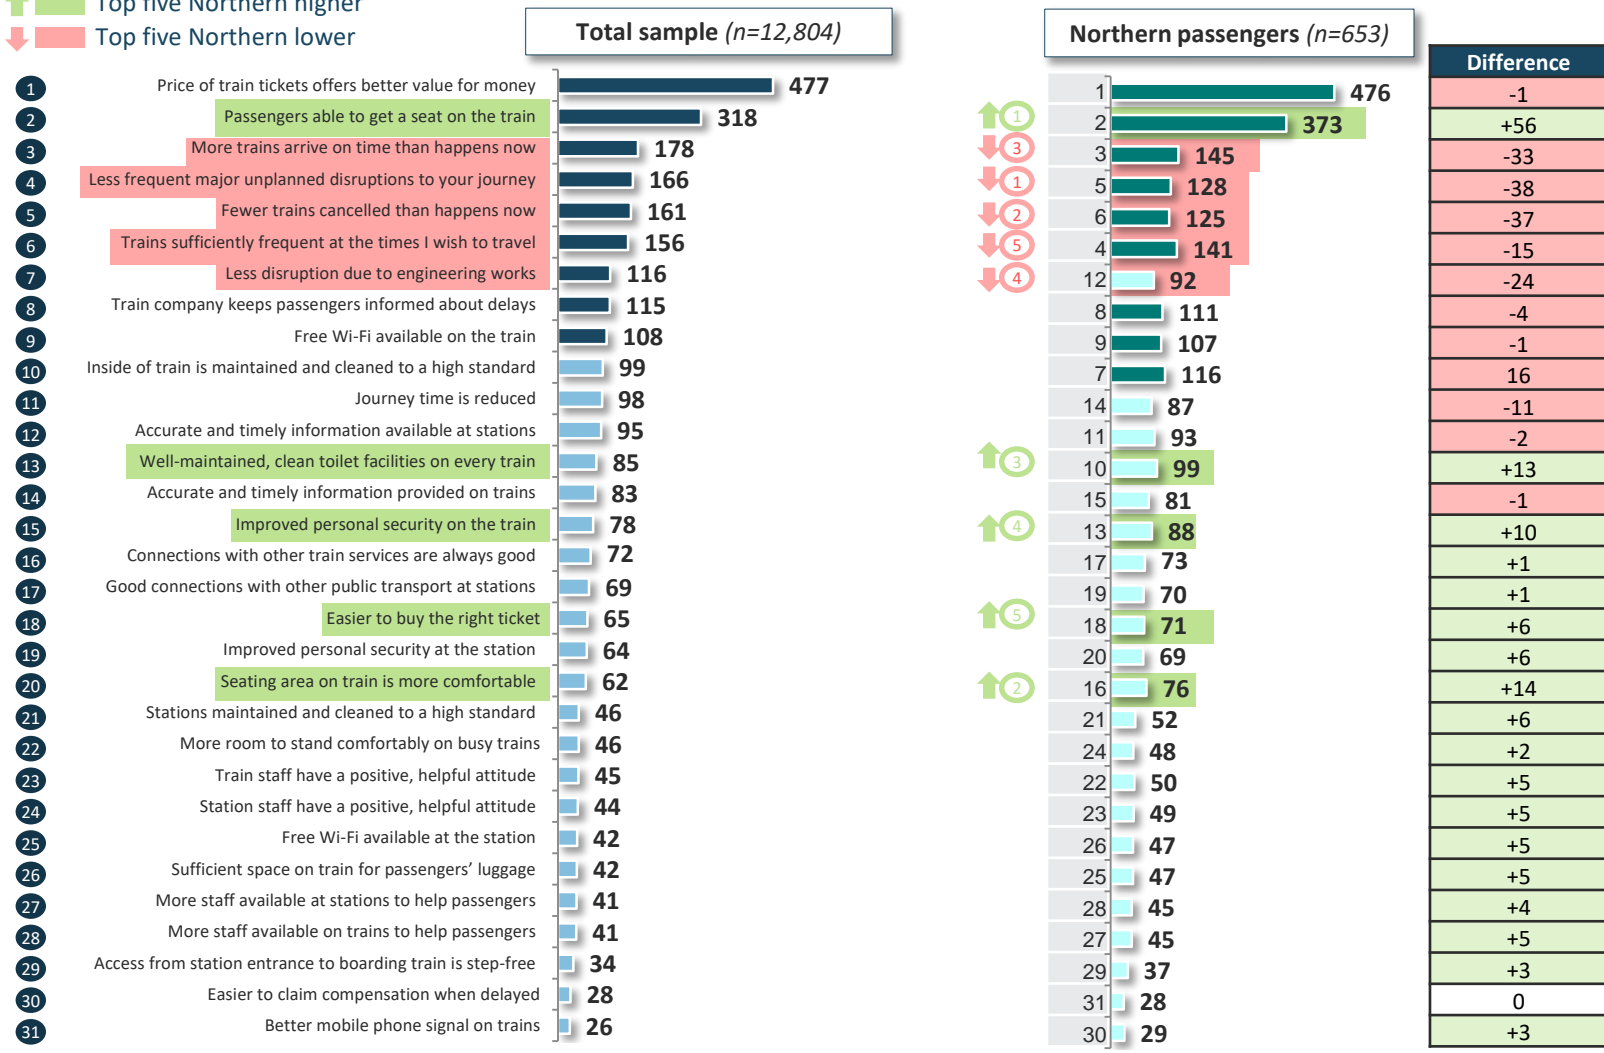 Top five Northern higher
Top five Northern lower
Total sample (n=12,804)
Northern passengers (n=653)
Difference
1 Price of train tickets offers better value for money 477 1 476 -1
2 Passengers able to get a seat on the train 318 1 2 373 +56
3 More trains arrive on time than happens now 178 3 3 145 -33
4 Less frequent major unplanned disruptions to your journey 166 1 5 128 -38
5 Fewer trains cancelled than happens now 161 2 6 125 -37
6 Trains sufficiently frequent at the times I wish to travel 156 5 4 141 -15
7 Less disruption due to engineering works 116 4 12 92 -24
8 Train company keeps passengers informed about delays 115 8 111 -4
9 Free Wi-Fi available on the train 108 9 107 -1
10 Inside of train is maintained and cleaned to a high standard 99 7 116 16
11 Journey time is reduced 98 14 87 -11
12 Accurate and timely information available at stations 95 11 93 -2
13 Well-maintained, clean toilet facilities on every train 85 3 10 99 +13
14 Accurate and timely information provided on trains 83 15 81 -1
15 Improved personal security on the train 78 4 13 88 +10
16 Connections with other train services are always good 72 17 73 +1
17 Good connections with other public transport at stations 69 19 70 +1
18 Easier to buy the right ticket 65 5 18 71 +6
19 Improved personal security at the station 64 20 69 +6
20 Seating area on train is more comfortable 62 2 16 76 +14
21 Stations maintained and cleaned to a high standard 46 21 52 +6
22 More room to stand comfortably on busy trains 46 24 48 +2
23 Train staff have a positive, helpful attitude 45 22 50 +5
24 Station staff have a positive, helpful attitude 44 23 49 +5
25 Free Wi-Fi available at the station 42 26 47 +5
26 Sufficient space on train for passengers’ luggage 42 25 47 +5
27 More staff available at stations to help passengers 41 28 45 +4
28 More staff available on trains to help passengers 41 27 45 +5
29 Access from station entrance to boarding train is step-free 34 29 37 +3
30 Easier to claim compensation when delayed 28 31 28 0
31 Better mobile phone signal on trains 26 30 29 +3